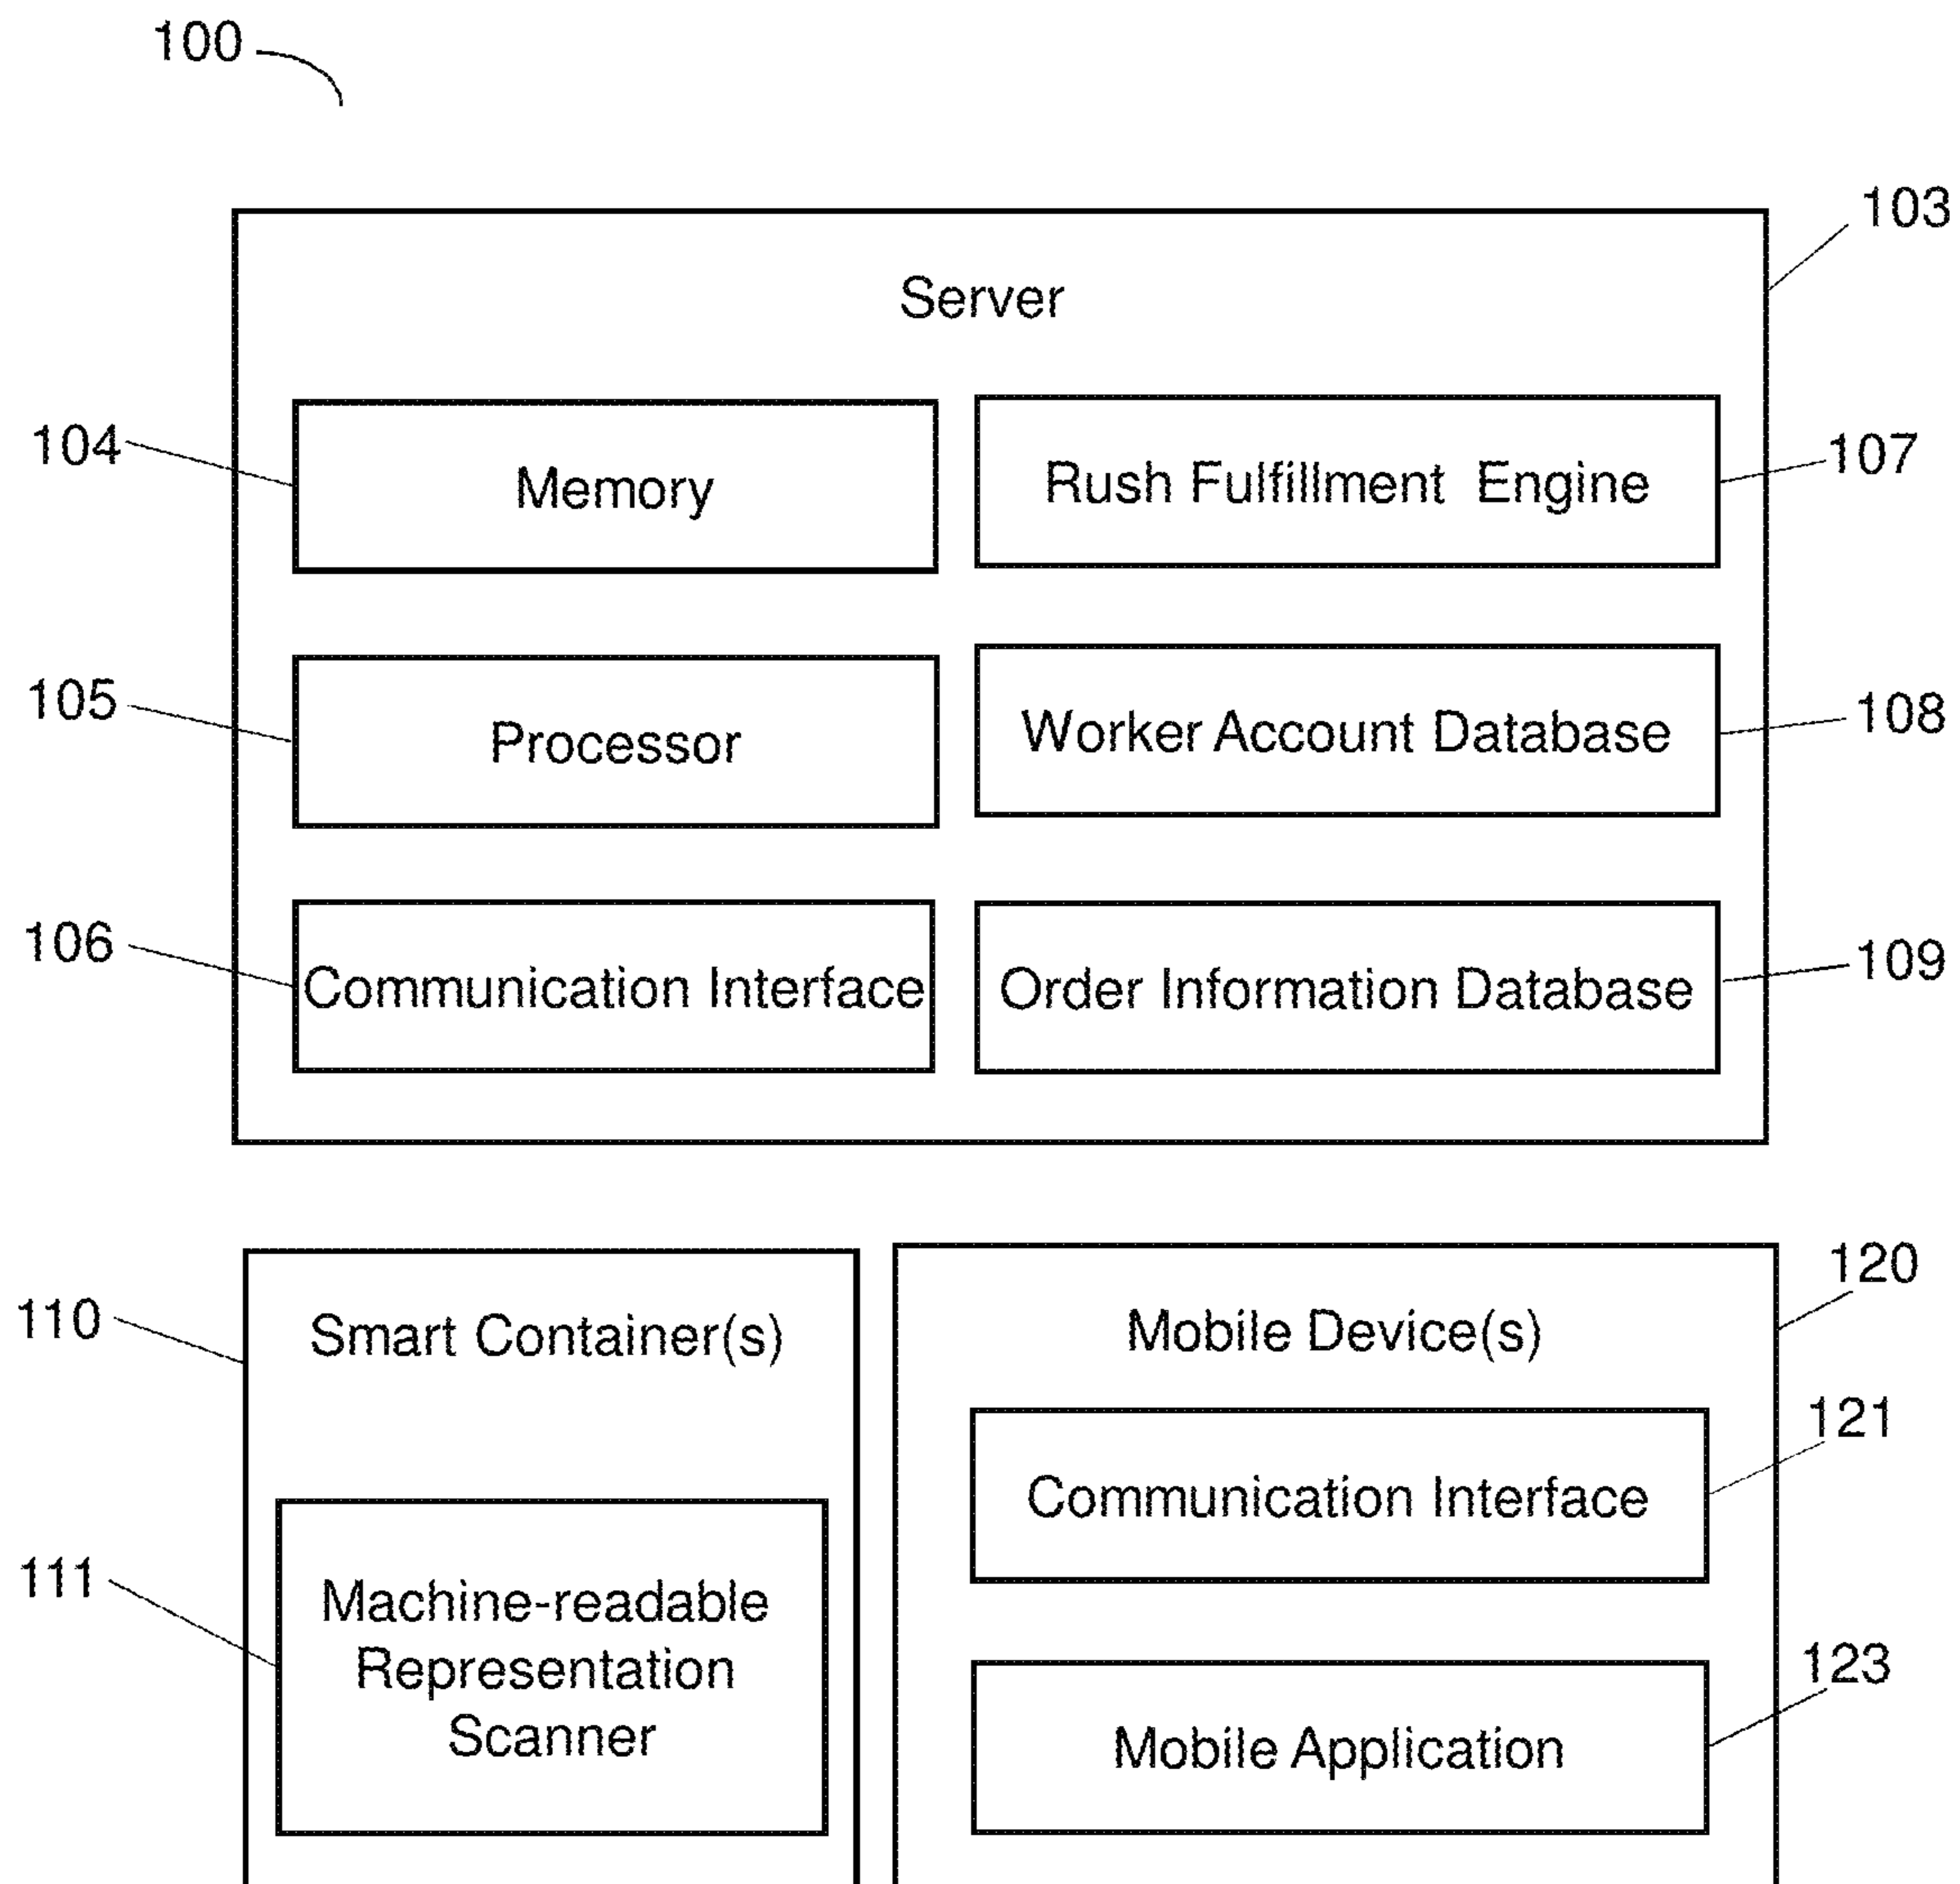 100
103
Server
104
Memory
Rush Fulfillment Engine
107
105
Processor
Worker Account Database
108
106
Communication Interface
Order Information Database
109
110
Smart Container(s)
Mobile Device(s)
120
121
Communication Interface
111
Machine-readable
Representation
Scanner
123
Mobile Application